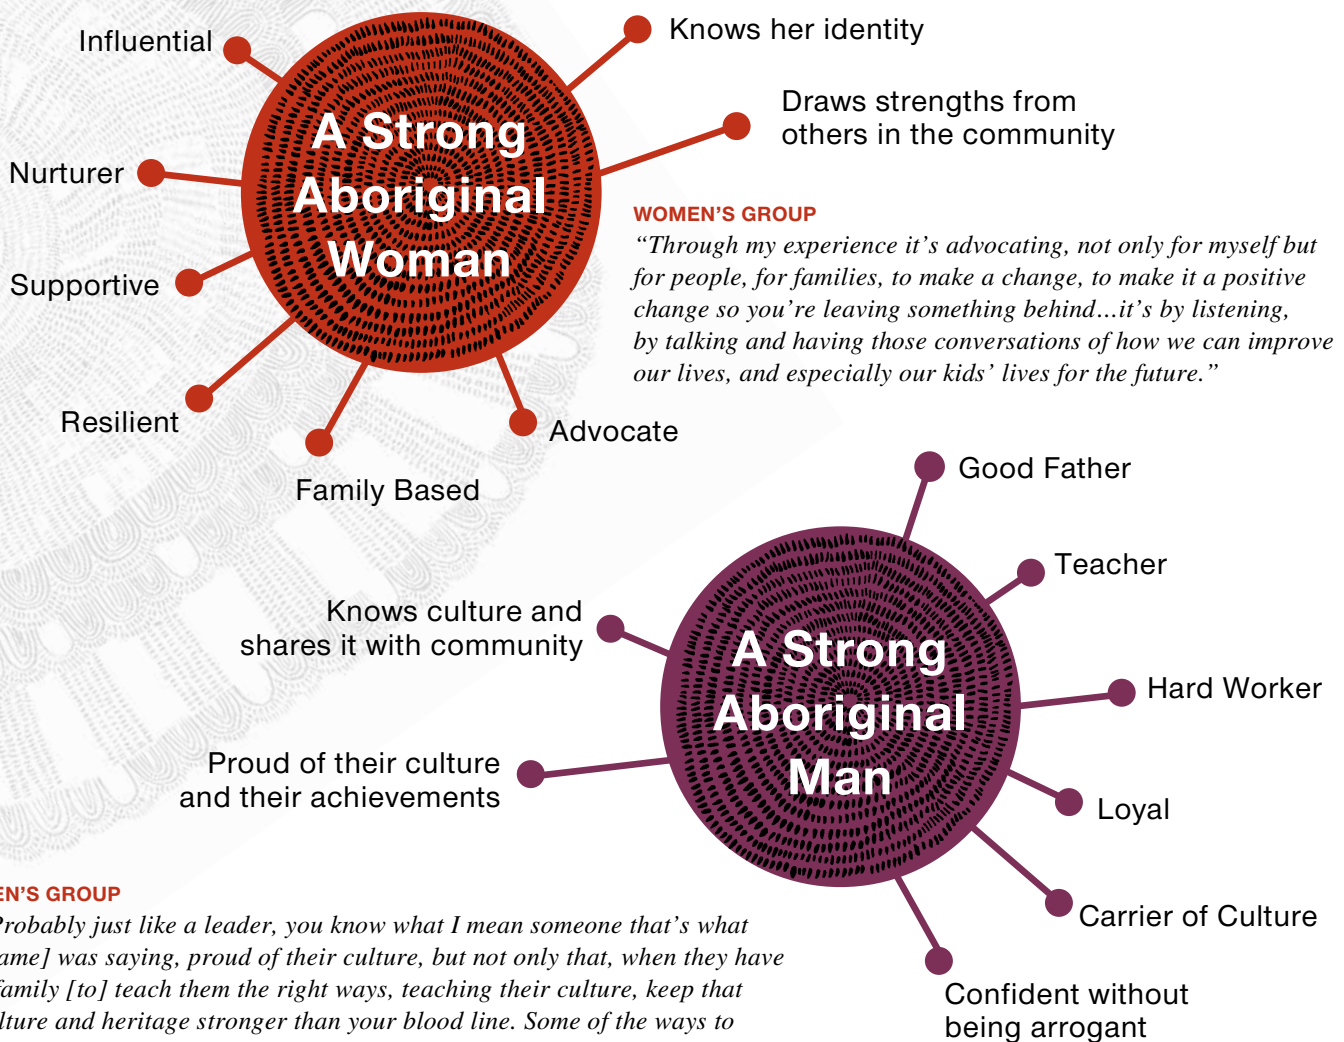 Influential
Knows her identity
Draws strengths from
others in the community
A Strong
Aboriginal
Woman
Nurturer
Supportive
Resilient
Family Based
Advocate
WOMEN’S GROUP
“Through my experience it’s advocating, not only for myself but
for people, for families, to make a change, to make it a positive
change so you’re leaving something behind...it’s by listening,
by talking and having those conversations of how we can improve
our lives, and especially our kids’ lives for the future.”
Good Father
Teacher
Knows culture and
shares it with community
A Strong
Aboriginal
Man
Hard Worker
Proud of their culture
and their achievements
Loyal
Carrier of Culture
Confident without
being arrogant
EN’S GROUP
Probably just like a leader, you know what I mean someone that’s what
ame] was saying, proud of their culture, but not only that, when they have
family [to] teach them the right ways, teaching their culture, keep that
lture and heritage stronger than your blood line. Some of the ways to